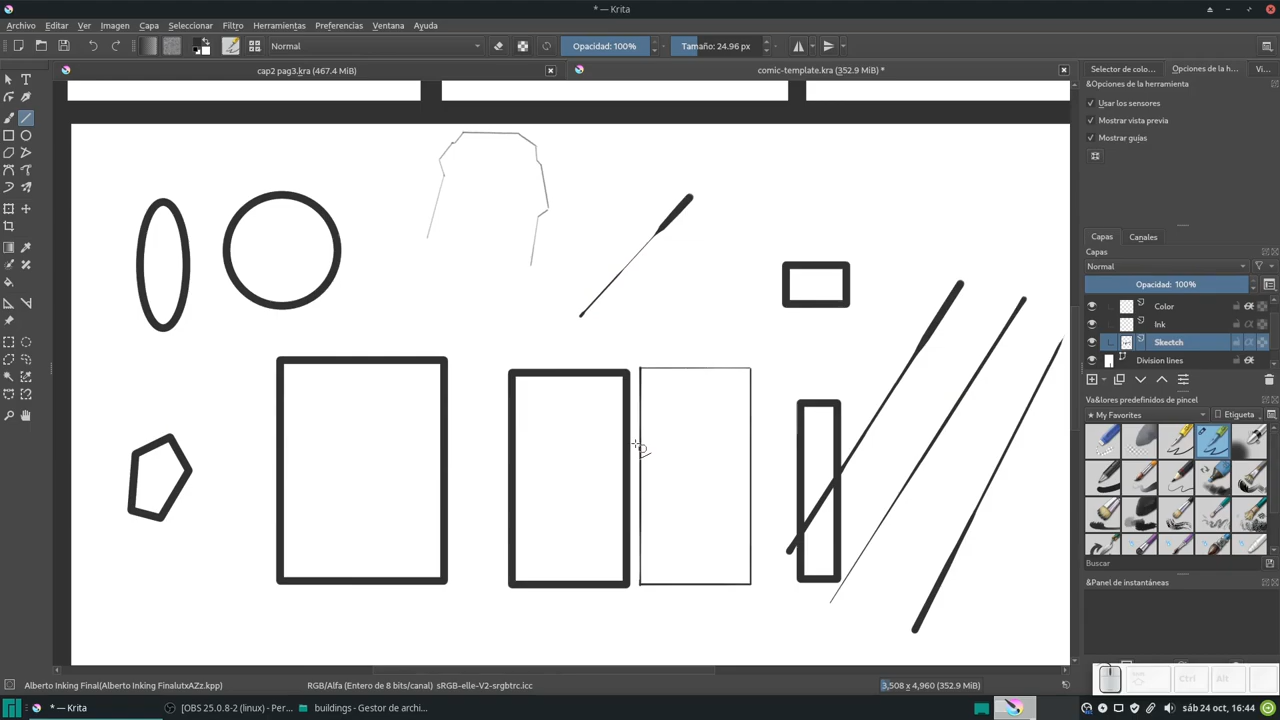 * — Krita
Archivo Editar Ver Imagen Capa Seleccionar Filtro Herramientas Preferencias Ventana Ayuda
Normal Opacidad: 100% Tamaño: 24.96 px
cap2 pag3.kra (467.4 MiB) comic-template.kra (352.9 MiB) *
Selector de colo... Opciones de la h... Vi...
&Opciones de la herramienta
Usar los sensores
Mostrar vista previa
Mostrar guías
Capas Canales
Capas
Normal
Opacidad: 100%
Color
Ink
Skectch
Division lines
Va&lores predefinidos de pincel
My Favorites Etiqueta
Buscar
&Panel de instantáneas
Ctrl Alt
Alberto Inking Final(Alberto Inking FinalutxAZz.kpp) RGB/Alfa (Entero de 8 bits/canal) sRGB-elle-V2-srgbtrc.icc 3,508 x 4,960 (352.9 MiB)
* — Krita [OBS 25.0.8-2 (linux) - Per... buildings - Gestor de archi... sáb 24 oct, 16:44